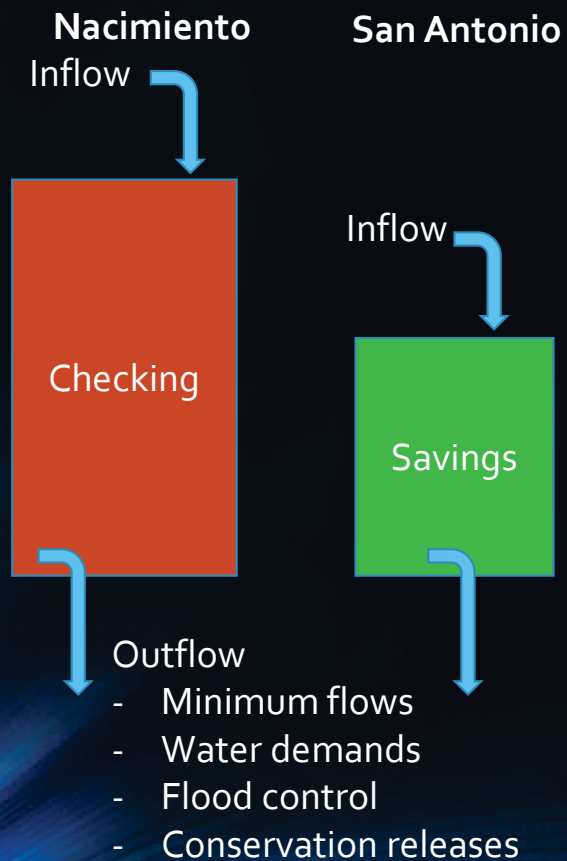 Nacimiento
San Antonio
Inflow
Inflow
Checking
Savings
Outflow
- Minimum flows
- Water demands
- Flood control
- Conservation releases